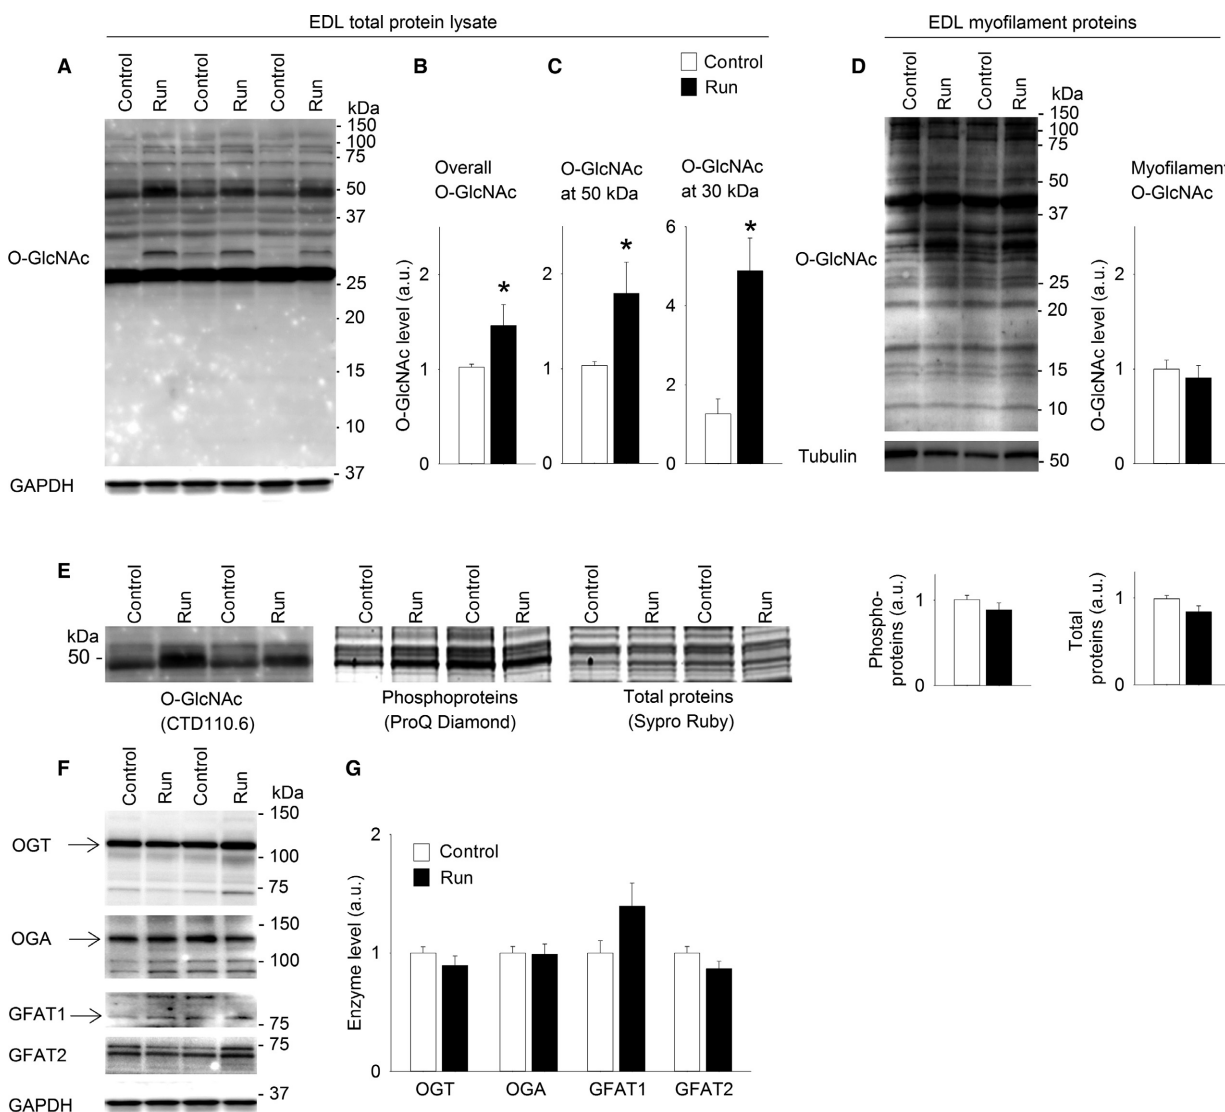 EDL total protein lysate
EDL myofilament proteins
A
Control
Run
Control
Run
Control
Run
kDa
150
100
75
50
37
25
20
15
10
37
O-GlcNAc
GAPDH
B
Overall
O-GlcNAc
O-GlcNAc level (a.u.)
2
1
0
*
C
Control
Run
O-GlcNAc
at 50 kDa
2
1
0
*
O-GlcNAc
at 30 kDa
6
4
2
0
*
D
Control
Run
Control
Run
kDa
150
100
75
50
37
25
20
15
10
50
O-GlcNAc
Tubulin
Myofilament
O-GlcNAc
O-GlcNAc level (a.u.)
2
1
0
E
Control
Run
Control
Run
kDa
50
O-GlcNAc
(CTD110.6)
Control
Run
Control
Run
Phosphoproteins
(ProQ Diamond)
Control
Run
Control
Run
Total proteins
(Sypro Ruby)
Phospho-
proteins (a.u.)
1
0
Total
proteins (a.u.)
1
0
F
Control
Run
Control
Run
kDa
OGT
150
100
75
OGA
150
100
GFAT1
75
GFAT2
75
GAPDH
37
G
Control
Run
Enzyme level (a.u.)
2
1
0
OGT
OGA
GFAT1
GFAT2